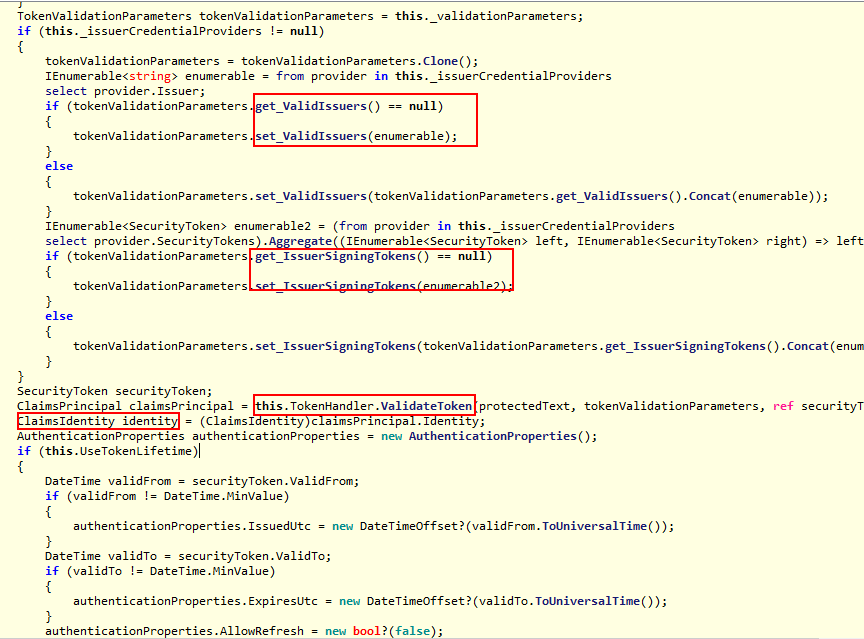 }
TokenValidationParameters tokenValidationParameters = this._validationParameters;
if (this._issuerCredentialProviders != null)
{
tokenValidationParameters = tokenValidationParameters.Clone();
IEnumerable<string> enumerable = from provider in this._issuerCredentialProviders
select provider.Issuer;
if (tokenValidationParameters.get_ValidIssuers() == null)
{
tokenValidationParameters.set_ValidIssuers(enumerable);
}
else
{
tokenValidationParameters.set_ValidIssuers(tokenValidationParameters.get_ValidIssuers().Concat(enumerable));
}
IEnumerable<SecurityToken> enumerable2 = (from provider in this._issuerCredentialProviders
select provider.SecurityTokens).Aggregate((IEnumerable<SecurityToken> left, IEnumerable<SecurityToken> right) => left
if (tokenValidationParameters.get_IssuerSigningTokens() == null)
{
tokenValidationParameters.set_IssuerSigningTokens(enumerable2);
}
else
{
tokenValidationParameters.set_IssuerSigningTokens(tokenValidationParameters.get_IssuerSigningTokens().Concat(enum
}
}
SecurityToken securityToken;
ClaimsPrincipal claimsPrincipal = this.TokenHandler.ValidateToken(protectedText, tokenValidationParameters, ref securityT
ClaimsIdentity identity = (ClaimsIdentity)claimsPrincipal.Identity;
AuthenticationProperties authenticationProperties = new AuthenticationProperties();
if (this.UseTokenLifetime)
{
DateTime validFrom = securityToken.ValidFrom;
if (validFrom != DateTime.MinValue)
{
authenticationProperties.IssuedUtc = new DateTimeOffset?(validFrom.ToUniversalTime());
}
DateTime validTo = securityToken.ValidTo;
if (validTo != DateTime.MinValue)
{
authenticationProperties.ExpiresUtc = new DateTimeOffset?(validTo.ToUniversalTime());
}
authenticationProperties.AllowRefresh = new bool?(false);